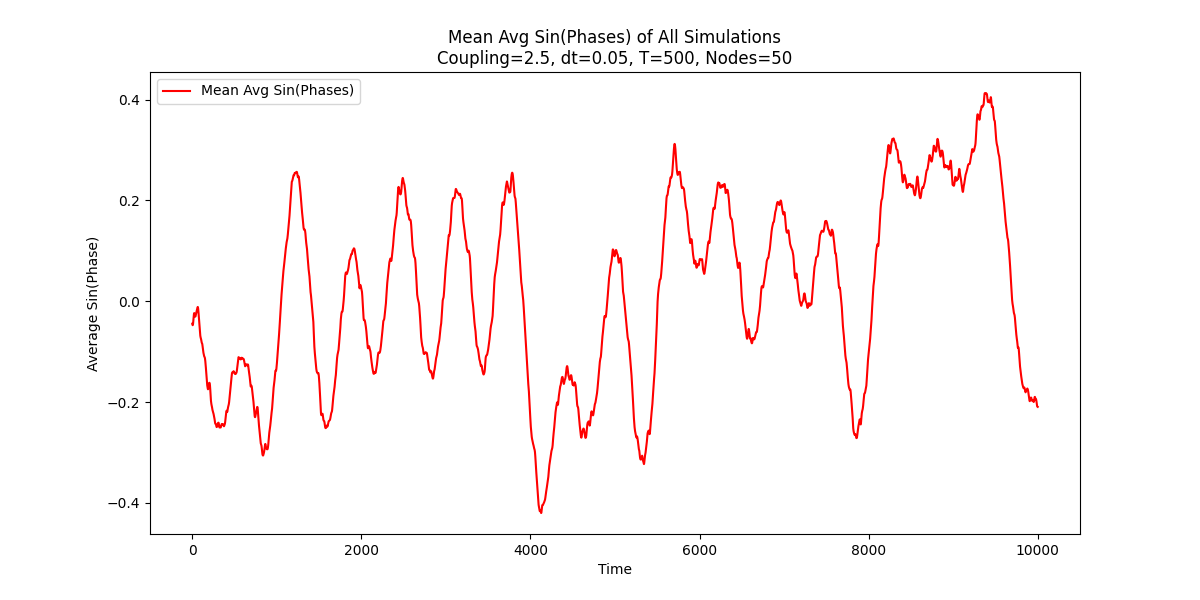 Mean Avg Sin(Phases) of All Simulations
Coupling=2.5, dt=0.05, T=500, Nodes=50
Mean Avg Sin(Phases)
Average Sin(Phase)
0.4
0.2
0.0
−0.2
−0.4
0 2000 4000 6000 8000 10000
Time